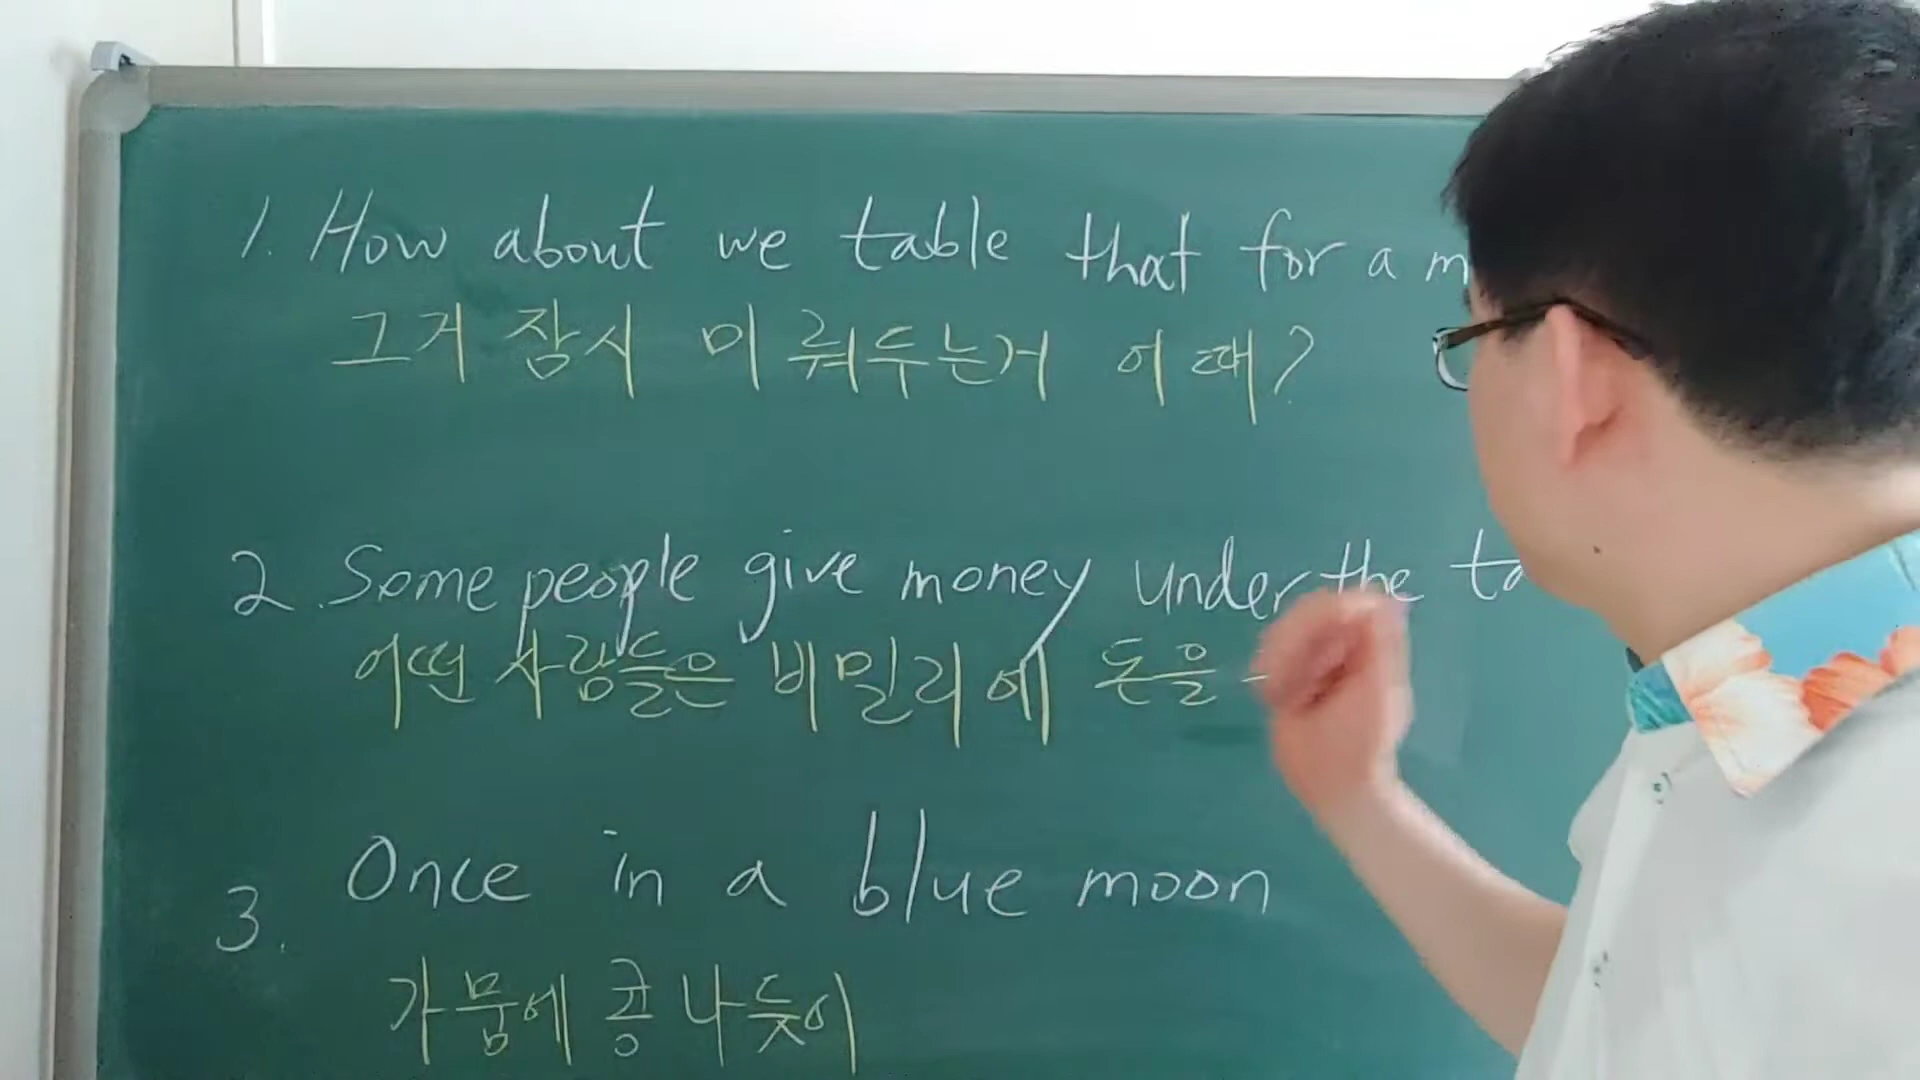 1. How about we table that for a m
그거 잠시 미뤄두는거 어때?
2. Some people give money under the ta
어떤 사람들은 비밀리에 돈을
3. Once in a blue moon
가뭄에 콩 나듯이